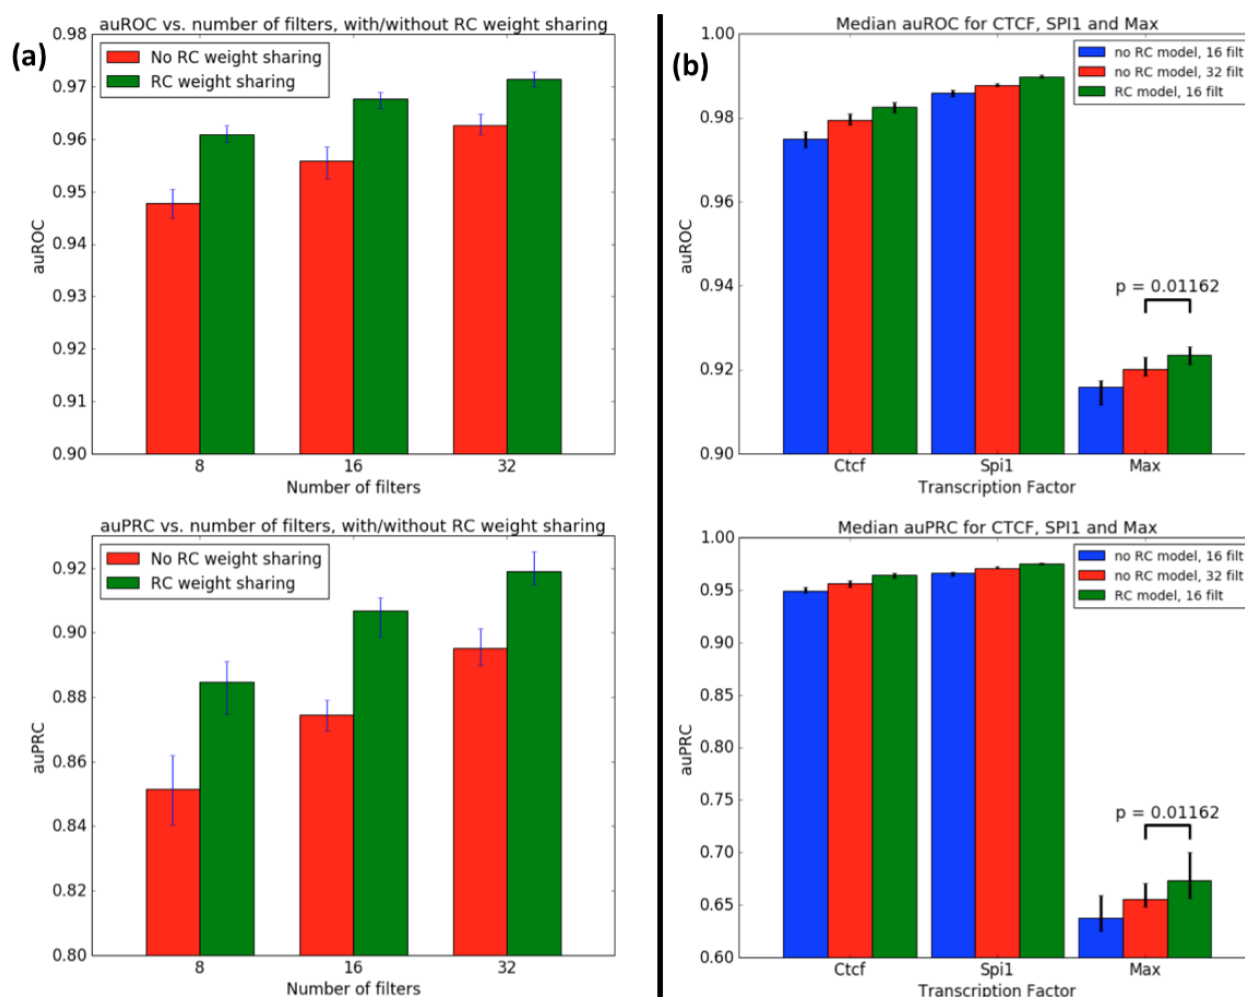 (a)
auROC vs. number of filters, with/without RC weight sharing
No RC weight sharing
RC weight sharing
0.98
0.97
0.96
0.95
0.94
0.93
0.92
0.91
0.90
auROC
8 16 32
Number of filters
auPRC vs. number of filters, with/without RC weight sharing
No RC weight sharing
RC weight sharing
0.92
0.90
0.88
0.86
0.84
0.82
0.80
auPRC
8 16 32
Number of filters
(b)
Median auROC for CTCF, SPI1 and Max
no RC model, 16 filt
no RC model, 32 filt
RC model, 16 filt
1.00
0.98
0.96
0.94
0.92
0.90
auROC
p = 0.01162
Ctcf Spi1 Max
Transcription Factor
Median auPRC for CTCF, SPI1 and Max
no RC model, 16 filt
no RC model, 32 filt
RC model, 16 filt
1.00
0.95
0.90
0.85
0.80
0.75
0.70
0.65
0.60
auPRC
p = 0.01162
Ctcf Spi1 Max
Transcription Factor